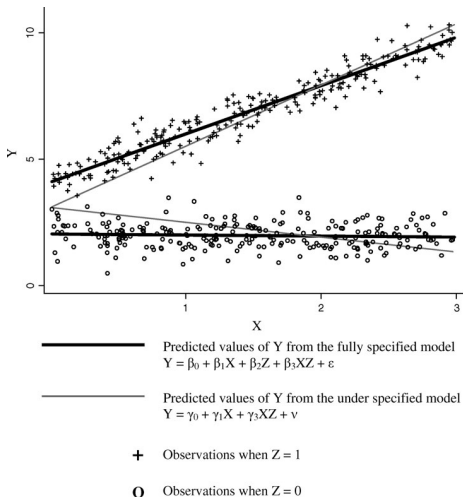 10
5
0
Y
1
2
3
X
Predicted values of Y from the fully specified model
Y = β₀ + β₁X + β₂Z + β₃XZ + ε
Predicted values of Y from the under specified model
Y = γ₀ + γ₁X + γ₃XZ + ν
+ Observations when Z = 1
o Observations when Z = 0